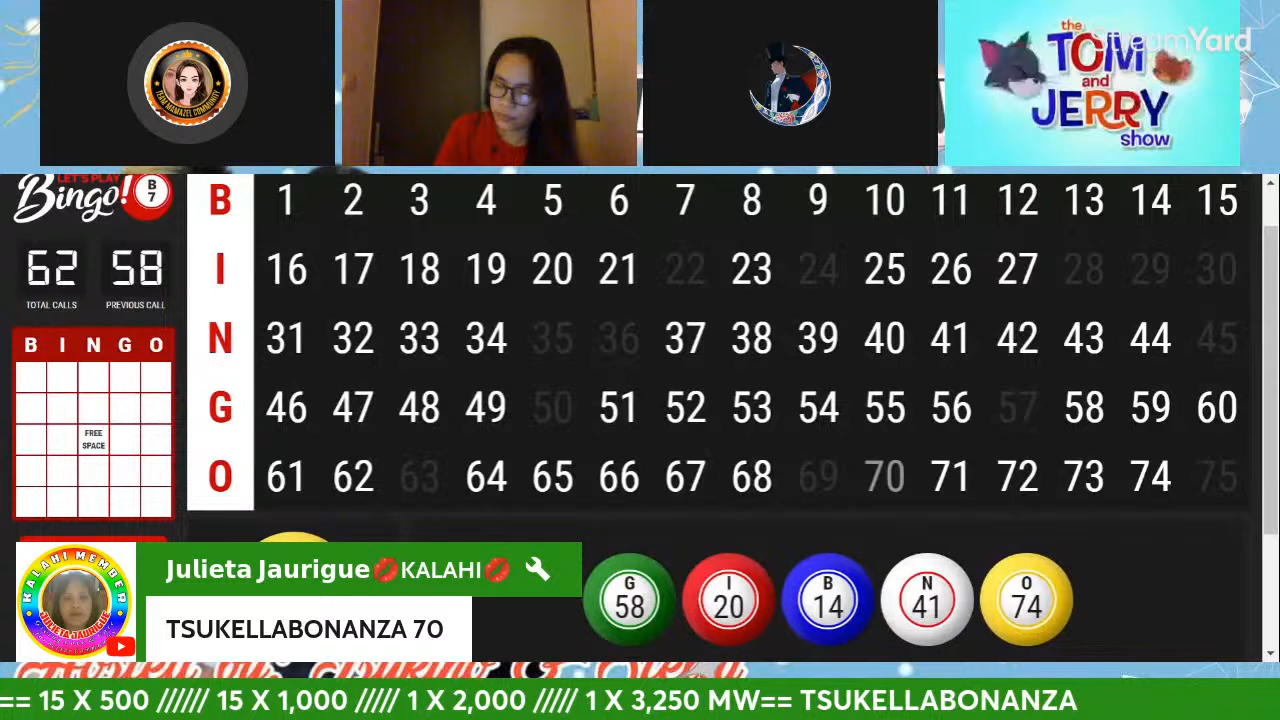 TEAM MAMAZEL COMMUNITY
the
TOM
and
JERRY
show
StreamYard
LET'S PLAY
Bingo!
B
7
62 58
TOTAL CALLS PREVIOUS CALL
B I N G O
FREE
SPACE
B 1 2 3 4 5 6 7 8 9 10 11 12 13 14 15
I 16 17 18 19 20 21 22 23 24 25 26 27 28 29 30
N 31 32 33 34 35 36 37 38 39 40 41 42 43 44 45
G 46 47 48 49 50 51 52 53 54 55 56 57 58 59 60
O 61 62 63 64 65 66 67 68 69 70 71 72 73 74 75
KALAHI MEMBER
JULIETA JAURIGUE
Julieta Jaurigue💋KALAHI💋
TSUKELLABONANZA 70
G
58
I
20
B
14
N
41
O
74
== 15 X 500 ////// 15 X 1,000 ///// 1 X 2,000 ///// 1 X 3,250 MW== TSUKELLABONANZA